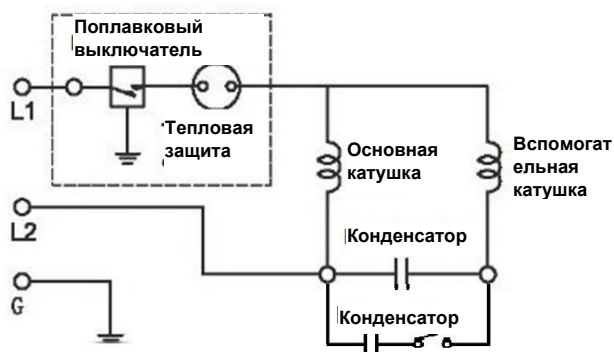 Поплавковый
выключатель
L1
Тепловая
защита
Основная
катушка
Вспомогат
ельная
катушка
L2
Конденсатор
G
Конденсатор